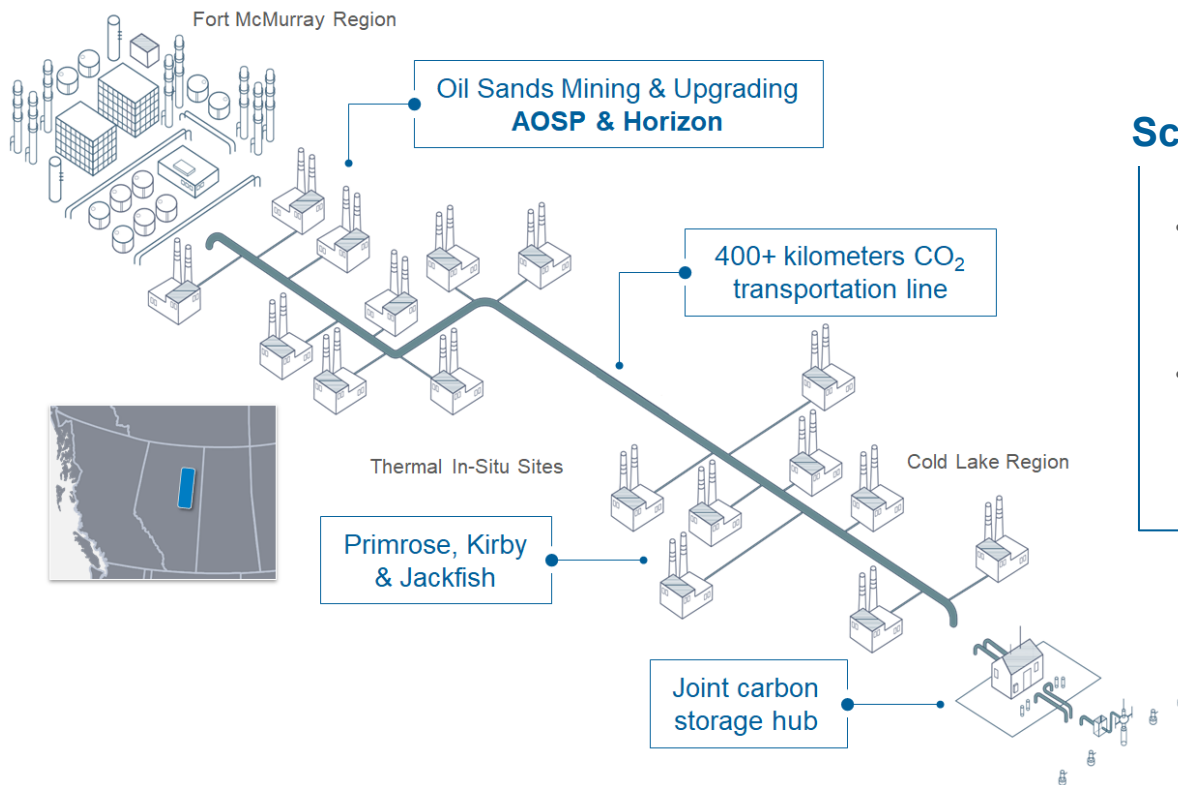 Fort McMurray Region
Oil Sands Mining & Upgrading
AOSP & Horizon
400+ kilometers CO₂
transportation line
Thermal In-Situ Sites
Cold Lake Region
Primrose, Kirby
& Jackfish
Joint carbon
storage hub